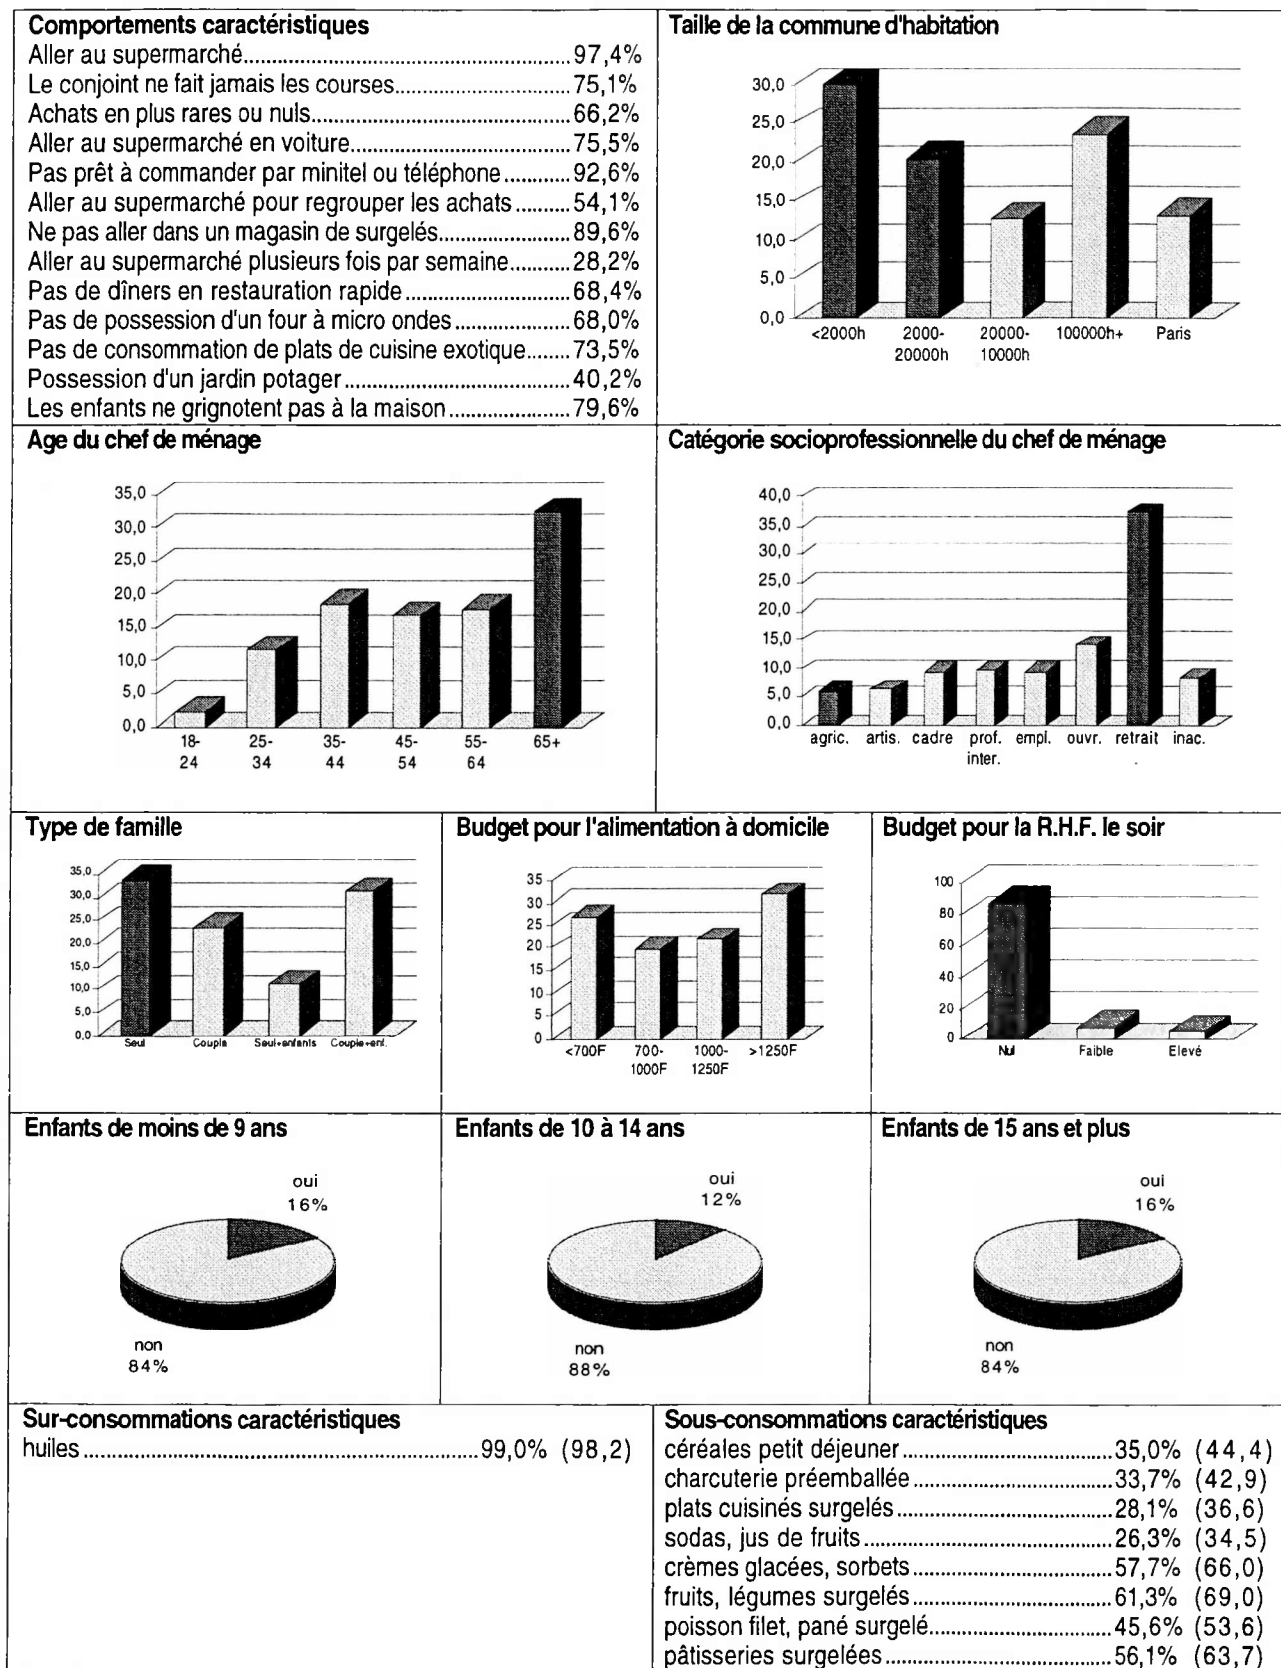 Comportements caractéristiques
Aller au supermarché......97,4%
Le conjoint ne fait jamais les courses......75,1%
Achats en plus rares ou nuls......66,2%
Aller au supermarché en voiture......75,5%
Pas prêt à commander par minitel ou téléphone......92,6%
Aller au supermarché pour regrouper les achats......54,1%
Ne pas aller dans un magasin de surgelés......89,6%
Aller au supermarché plusieurs fois par semaine......28,2%
Pas de dîners en restauration rapide......68,4%
Pas de possession d'un four à micro ondes......68,0%
Pas de consommation de plats de cuisine exotique......73,5%
Possession d'un jardin potager......40,2%
Les enfants ne grignotent pas à la maison......79,6%
Taille de la commune d'habitation
30,0
25,0
20,0
15,0
10,0
5,0
0,0
<2000h 2000- 20000- 100000h+ Paris
20000h 10000h
Age du chef de ménage
35,0
30,0
25,0
20,0
15,0
10,0
5,0
0,0
18- 25- 35- 45- 55- 65+
24 34 44 54 64
Catégorie socioprofessionnelle du chef de ménage
40,0
35,0
30,0
25,0
20,0
15,0
10,0
5,0
0,0
agric. artis. cadre prof. empl. ouvr. retrait inac.
inter. .
Type de famille
35,0
30,0
25,0
20,0
15,0
10,0
5,0
0,0
Seul Couple Seul+enfants Couple+enf.
Budget pour l'alimentation à domicile
35
30
25
20
15
10
5
0
<700F 700- 1000- >1250F
1000F 1250F
Budget pour la R.H.F. le soir
100
80
60
40
20
0
Nul Faible Elevé
Enfants de moins de 9 ans
oui
16%
non
84%
Enfants de 10 à 14 ans
oui
12%
non
88%
Enfants de 15 ans et plus
oui
16%
non
84%
Sur-consommations caractéristiques
huiles......99,0% (98,2)
Sous-consommations caractéristiques
céréales petit déjeuner......35,0% (44,4)
charcuterie préemballée......33,7% (42,9)
plats cuisinés surgelés......28,1% (36,6)
sodas, jus de fruits......26,3% (34,5)
crèmes glacées, sorbets......57,7% (66,0)
fruits, légumes surgelés......61,3% (69,0)
poisson filet, pané surgelé......45,6% (53,6)
pâtisseries surgelées......56,1% (63,7)